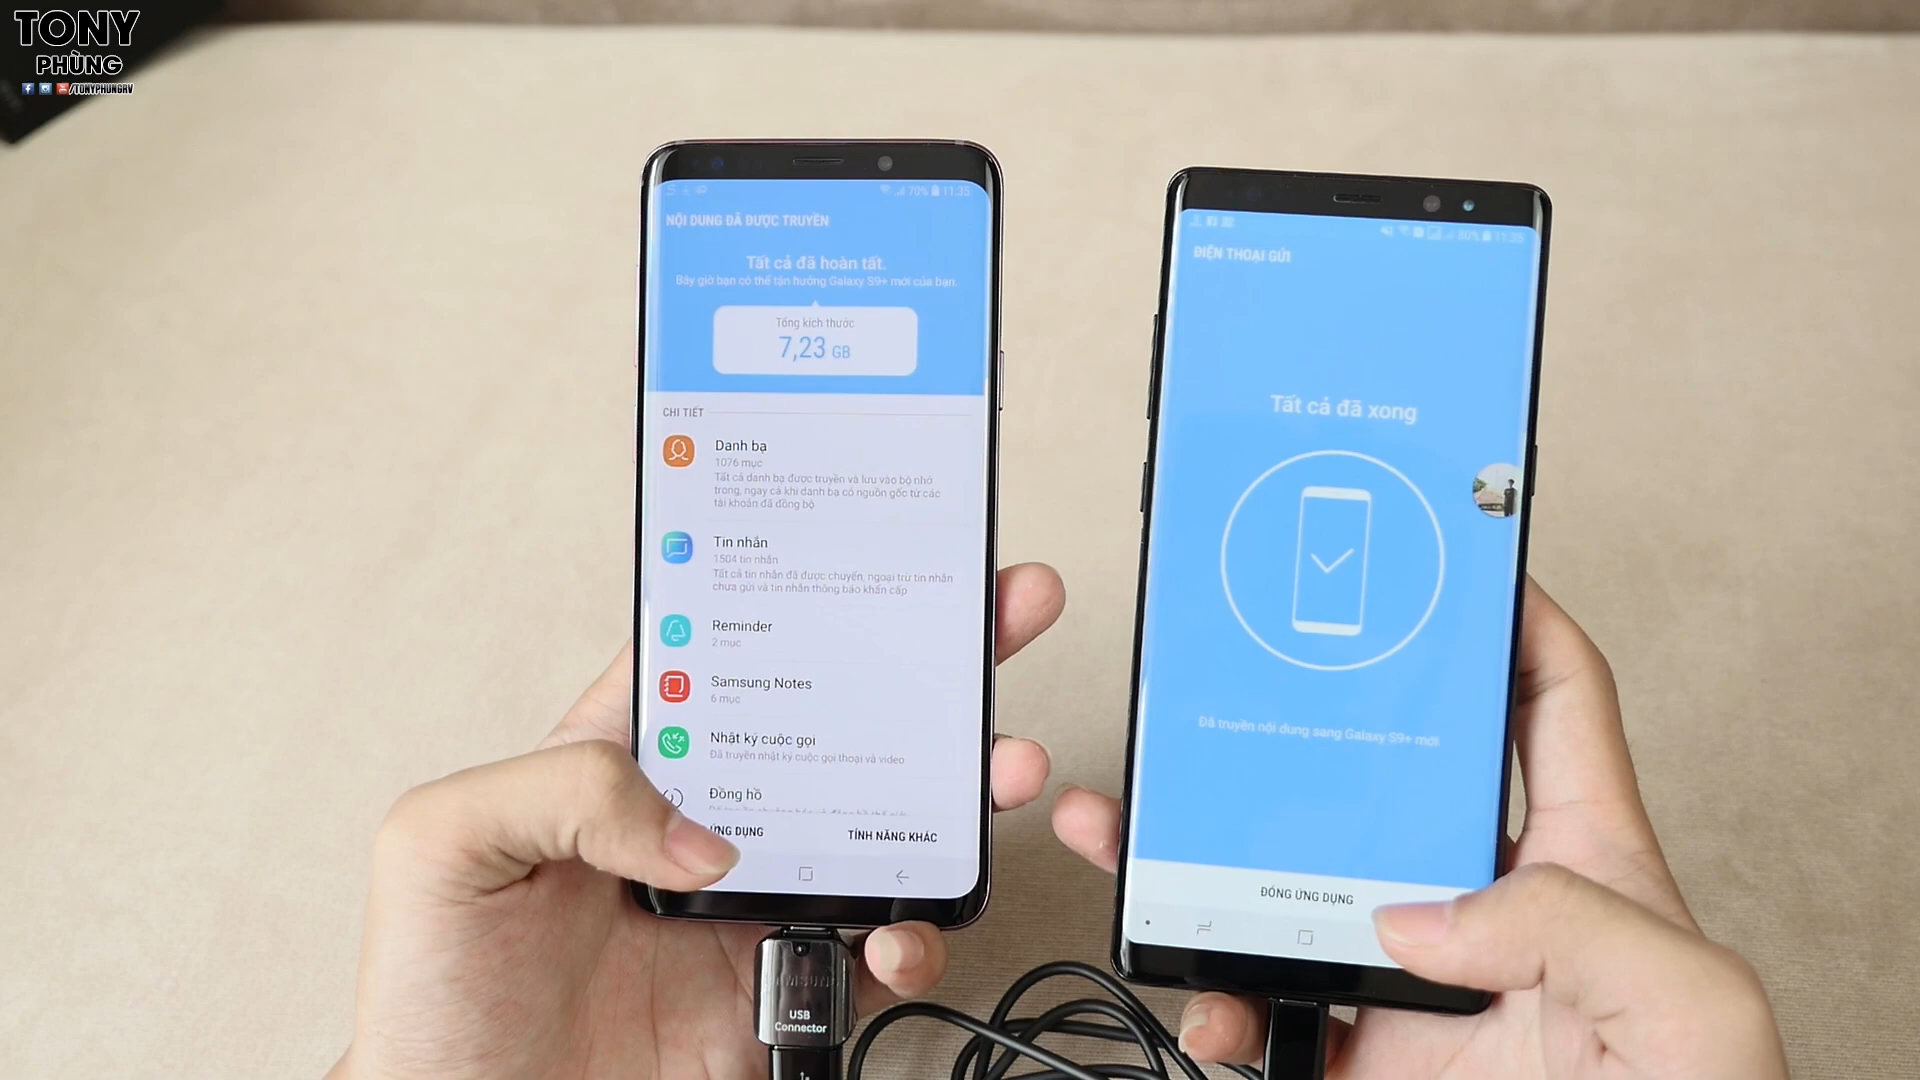 TONY
PHÙNG
/TONYPHUNGRV
70% 11:35
NỘI DUNG ĐÃ ĐƯỢC TRUYỀN
Tất cả đã hoàn tất.
Bây giờ bạn có thể tận hưởng Galaxy S9+ mới của bạn.
Tổng kích thước
7,23 GB
CHI TIẾT
Danh bạ
1076 mục
Tất cả danh bạ được truyền và lưu vào bộ nhớ
trong, ngay cả khi danh bạ có nguồn gốc từ các
tài khoản đã đồng bộ
Tin nhắn
1504 tin nhắn
Tất cả tin nhắn đã được chuyển, ngoại trừ tin nhắn
chưa gửi và tin nhắn thông báo khẩn cấp
Reminder
2 mục
Samsung Notes
6 mục
Nhật ký cuộc gọi
Đã truyền nhật ký cuộc gọi thoại và video
Đồng hồ
ỨNG DỤNG
TÍNH NĂNG KHÁC
USB
Connector
80% 11:35
ĐIỆN THOẠI GỬI
Tất cả đã xong
Đã truyền nội dung sang Galaxy S9+ mới.
ĐÓNG ỨNG DỤNG